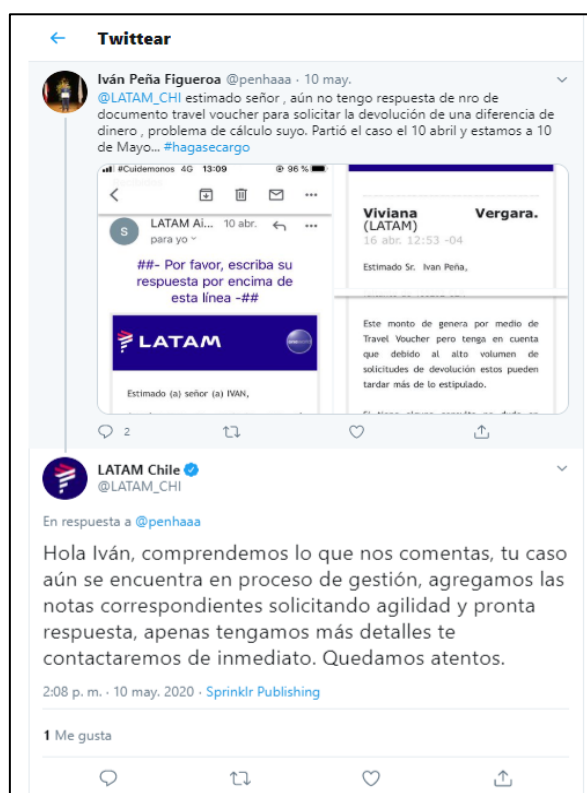 Twittear
Iván Peña Figueroa @penhaaa · 10 may.
@LATAM_CHI estimado señor , aún no tengo respuesta de nro de
documento travel voucher para solicitar la devolución de una diferencia de
dinero , problema de cálculo suyo. Partió el caso el 10 abril y estamos a 10
de Mayo... #hagasecargo
#Cuidemonos 4G 13:09 96 %
S
LATAM Ai... 10 abr.
para yo
##- Por favor, escriba su
respuesta por encima de
esta línea -##
LATAM
Estimado (a) señor (a) IVAN,
Viviana Vergara.
(LATAM)
16 abr. 12:53 -04
Estimado Sr. Ivan Peña,
Este monto de genera por medio de
Travel Voucher pero tenga en cuenta
que debido al alto volumen de
solicitudes de devolución estos pueden
tardar más de lo estipulado.
2
LATAM Chile
@LATAM_CHI
En respuesta a @penhaaa
Hola Iván, comprendemos lo que nos comentas, tu caso
aún se encuentra en proceso de gestión, agregamos las
notas correspondientes solicitando agilidad y pronta
respuesta, apenas tengamos más detalles te
contactaremos de inmediato. Quedamos atentos.
2:08 p. m. · 10 may. 2020 · Sprinklr Publishing
1 Me gusta